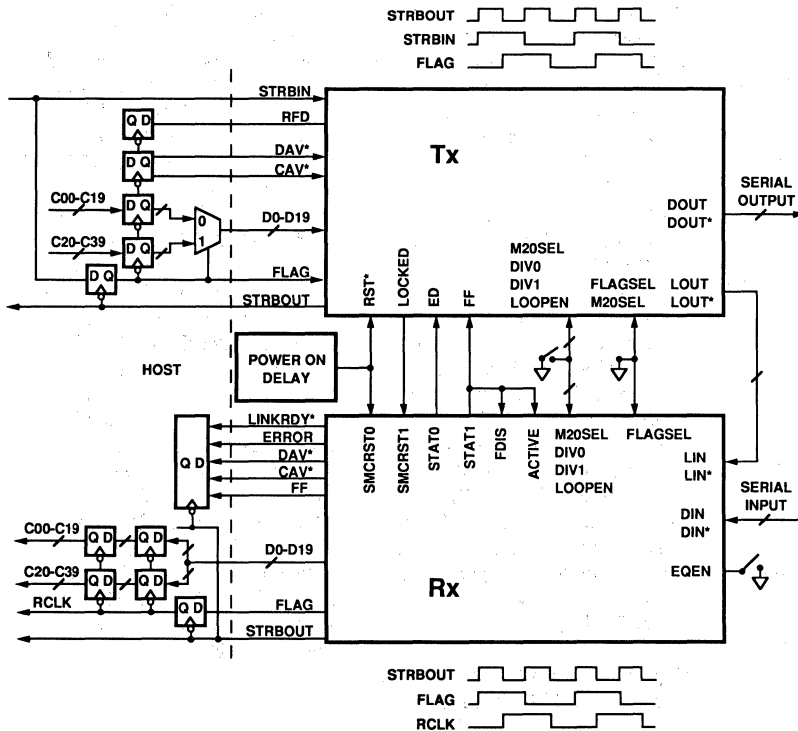 STRBOUT
STRBIN
FLAG
STRBIN
Q D
RFD
D Q
DAV*
CAV*
C00-C19
D Q
C20-C39
D Q
0
1
D0-D19
D Q
FLAG
STRBOUT
Tx
RST*
LOCKED
ED
FF
M20SEL
DIV0
DIV1
LOOPEN
FLAGSEL
M20SEL
DOUT
DOUT*
SERIAL
OUTPUT
LOUT
LOUT*
HOST
POWER ON
DELAY
LINKRDY*
ERROR
DAV*
CAV*
FF
Q D
SMCRST0
SMCRST1
STAT0
STAT1
FDIS
ACTIVE
M20SEL
DIV0
DIV1
LOOPEN
FLAGSEL
LIN
LIN*
DIN
DIN*
SERIAL
INPUT
EQEN
C00-C19
Q D
Q D
C20-C39
Q D
Q D
D0-D19
RCLK
Q D
FLAG
STRBOUT
Rx
STRBOUT
FLAG
RCLK